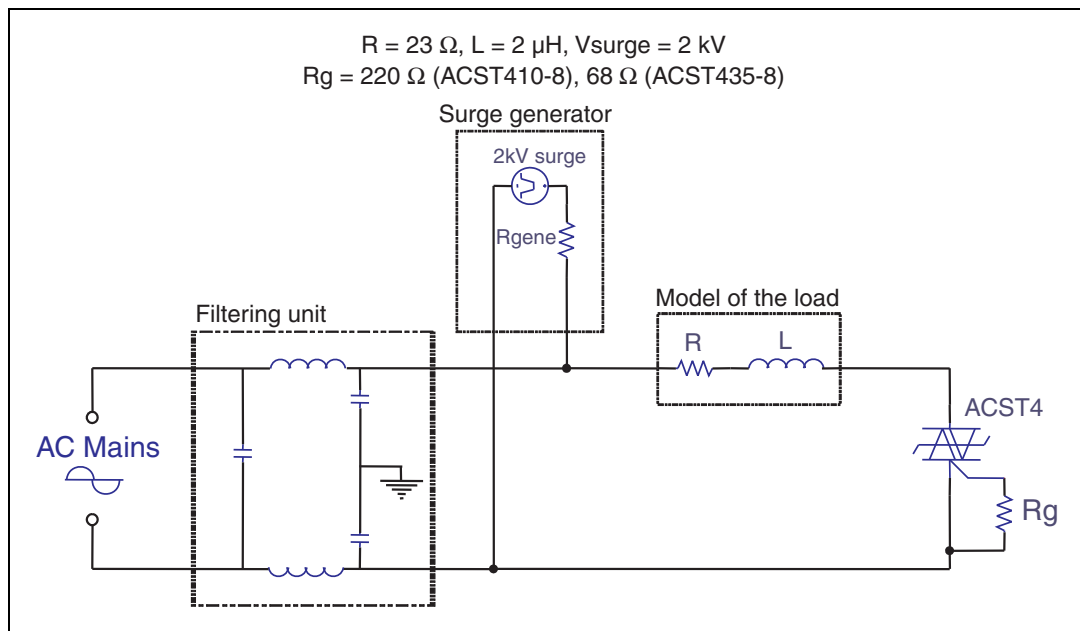 R = 23 Ω, L = 2 µH, Vsurge = 2 kV
Rg = 220 Ω (ACST410-8), 68 Ω (ACST435-8)
Surge generator
2kV surge
Rgene
Model of the load
Filtering unit
R
L
ACST4
AC Mains
Rg